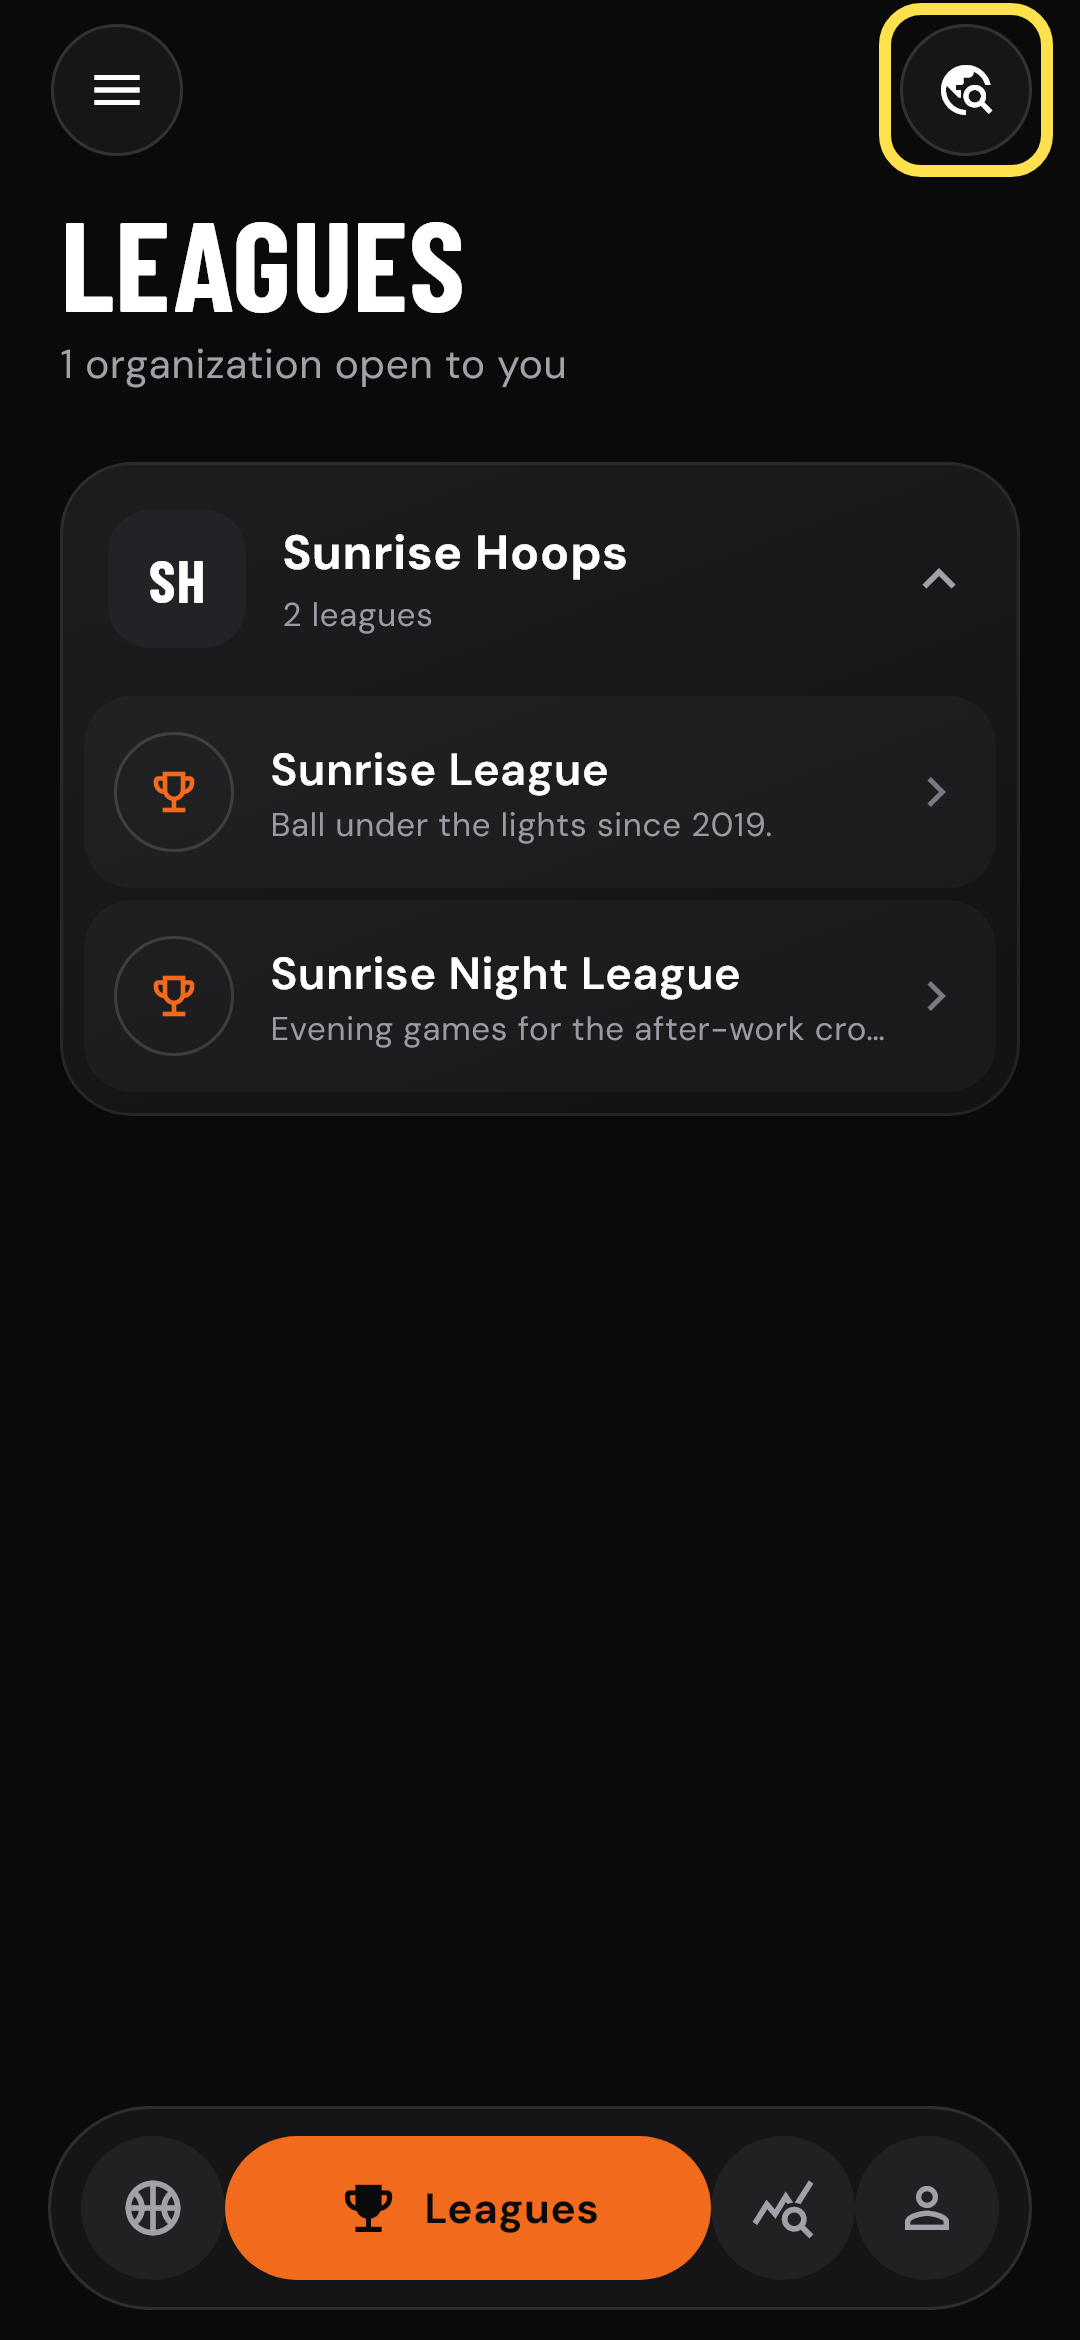 LEAGUES
1 organization open to you
SH
Sunrise Hoops
2 leagues
Sunrise League
Ball under the lights since 2019.
Sunrise Night League
Evening games for the after-work cro...
Leagues